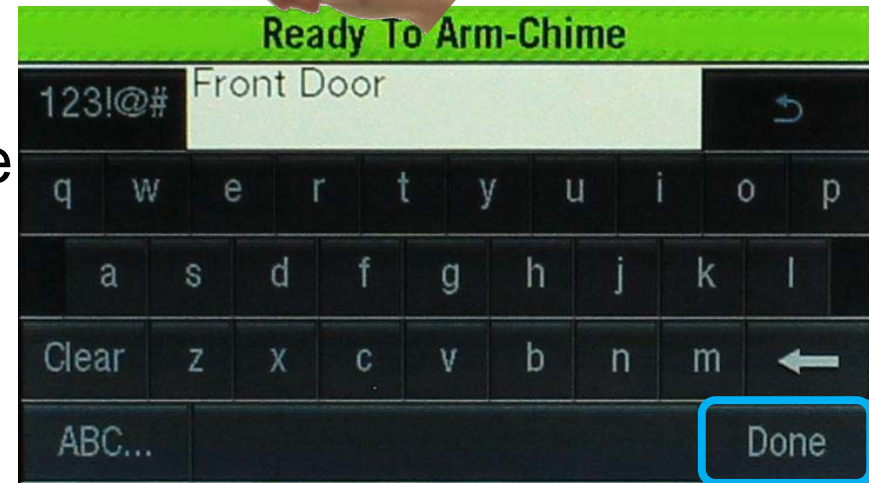 Ready To Arm-Chime
123!@# Front Door
e
q w e r t y u i o p
a s d f g h j k l
Clear z x c v b n m
ABC... Done